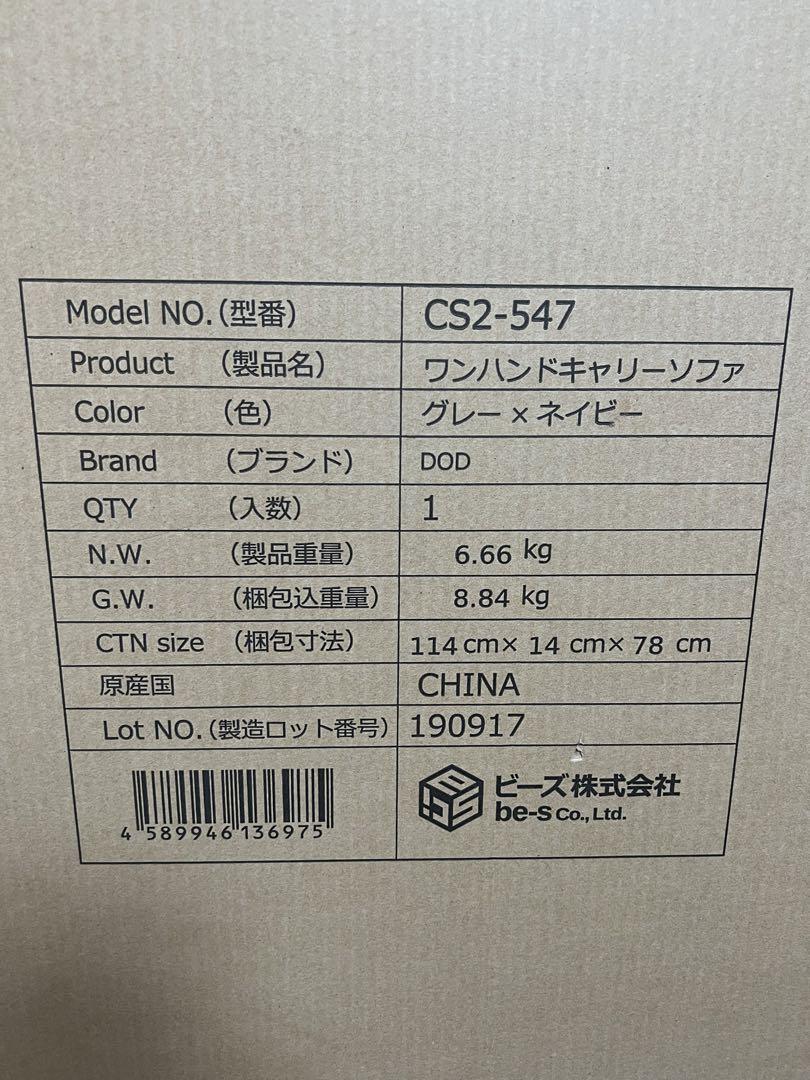 Model NO.(型番) CS2-547
Product (製品名) ワンハンドキャリーソファ
Color (色) グレー×ネイビー
Brand (ブランド) DOD
QTY (入数) 1
N.W. (製品重量) 6.66 kg
G.W. (梱包込重量) 8.84 kg
CTN size (梱包寸法) 114cm× 14 cm× 78 cm
原産国 CHINA
Lot NO.(製造ロット番号) 190917
4 589946 136975
ビーズ株式会社
be-s Co., Ltd.